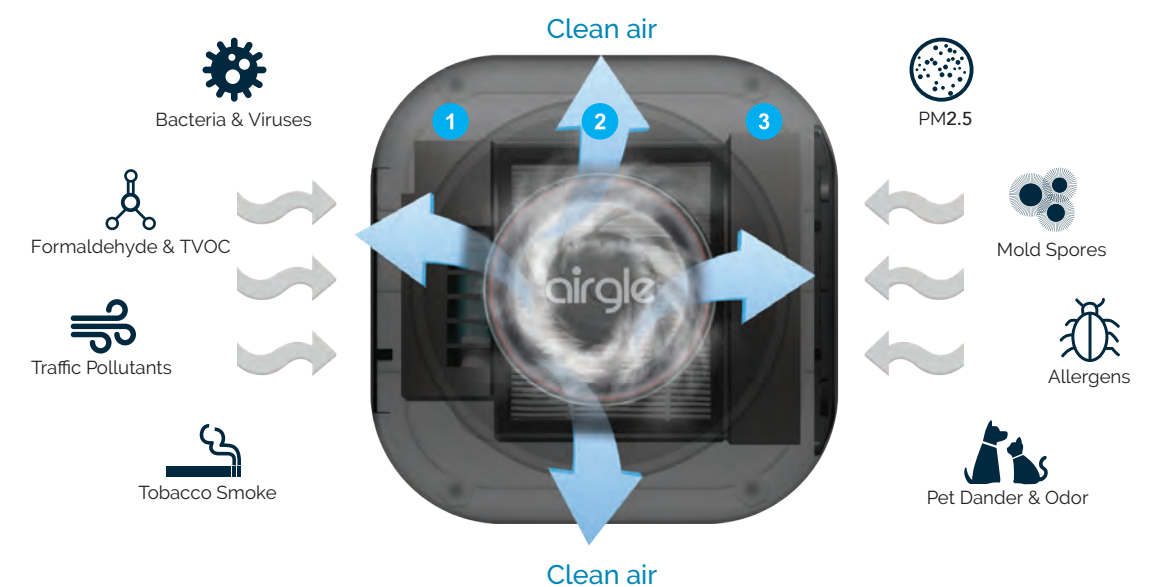 Clean air
Bacteria & Viruses
1
2
3
PM2.5
Formaldehyde & TVOC
Mold Spores
airgle
Traffic Pollutants
Allergens
Tobacco Smoke
Pet Dander & Odor
Clean air